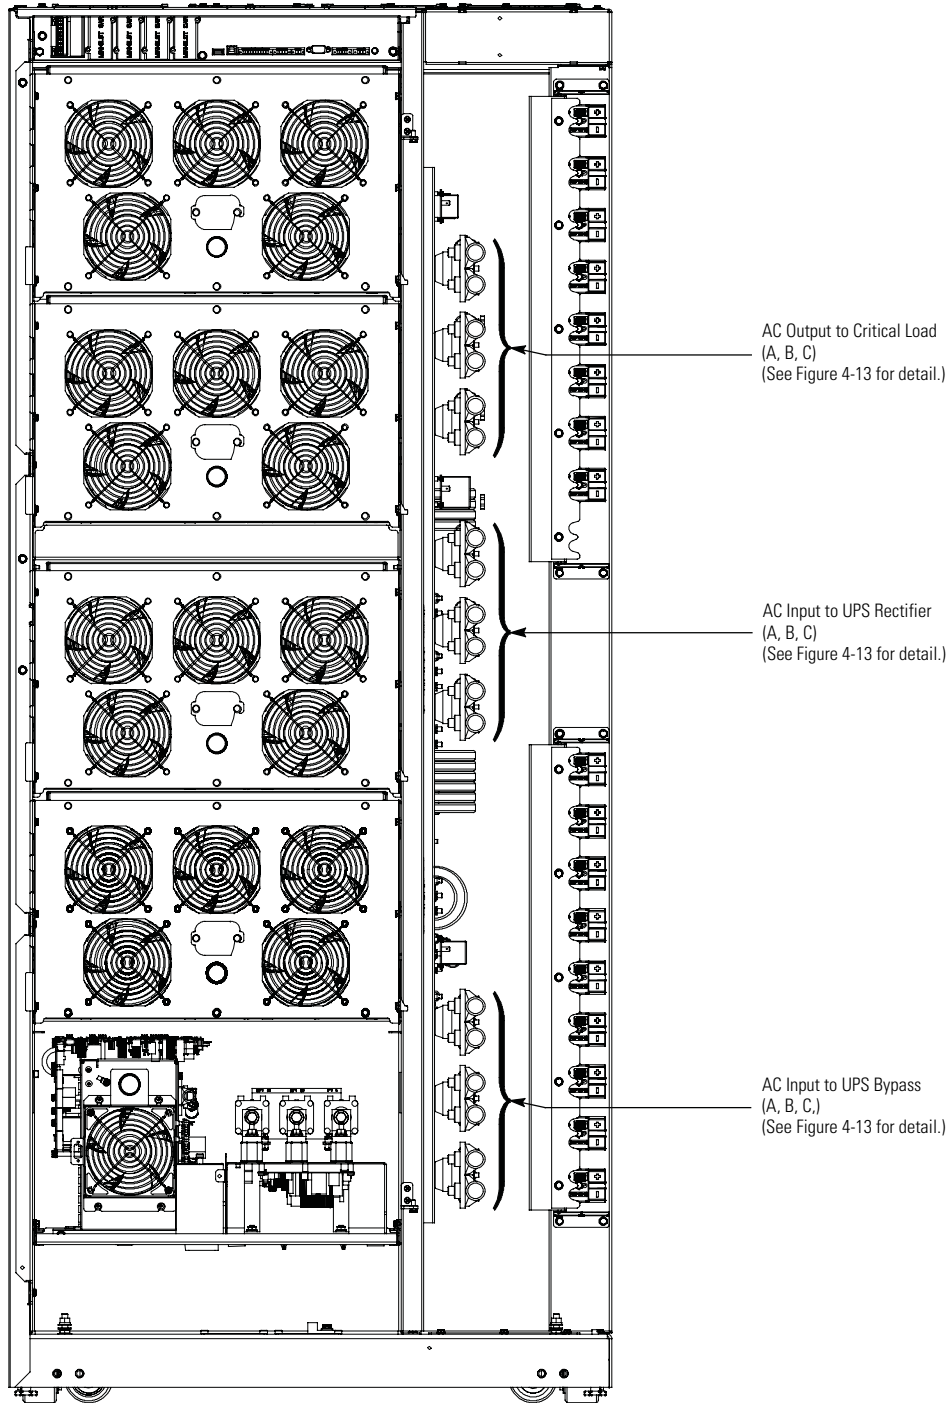 AC Output to Critical Load
(A, B, C)
(See Figure 4-13 for detail.)
AC Input to UPS Rectifier
(A, B, C)
(See Figure 4-13 for detail.)
AC Input to UPS Bypass
(A, B, C,)
(See Figure 4-13 for detail.)